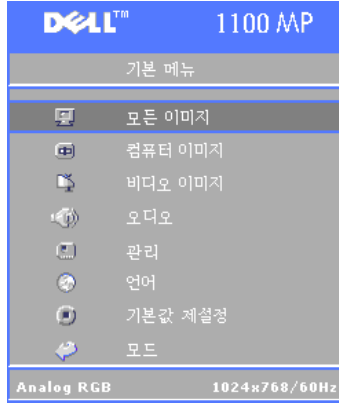 DELL™ 1100 MP
기본 메뉴
모든 이미지
컴퓨터 이미지
비디오 이미지
오디오
관리
언어
기본값 제설정
모드
Analog RGB 1024x768/60Hz